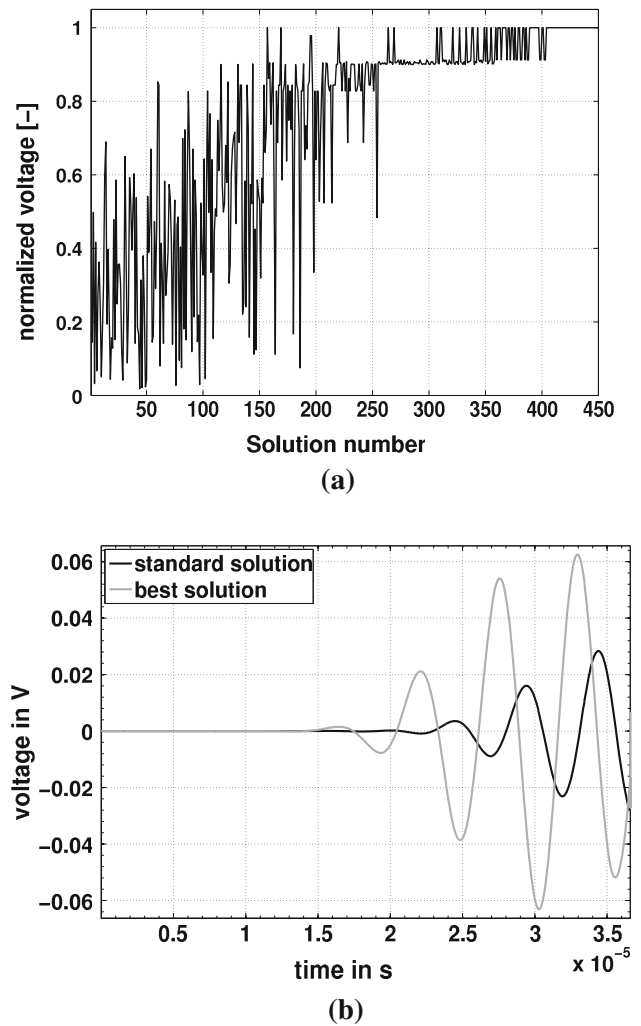 normalized voltage [-]
1
0.8
0.6
0.4
0.2
0
50 100 150 200 250 300 350 400 450
Solution number
(a)
standard solution
best solution
voltage in V
0.06
0.04
0.02
0
−0.02
−0.04
−0.06
0.5 1 1.5 2 2.5 3 3.5
time in s
x 10⁻⁵
(b)